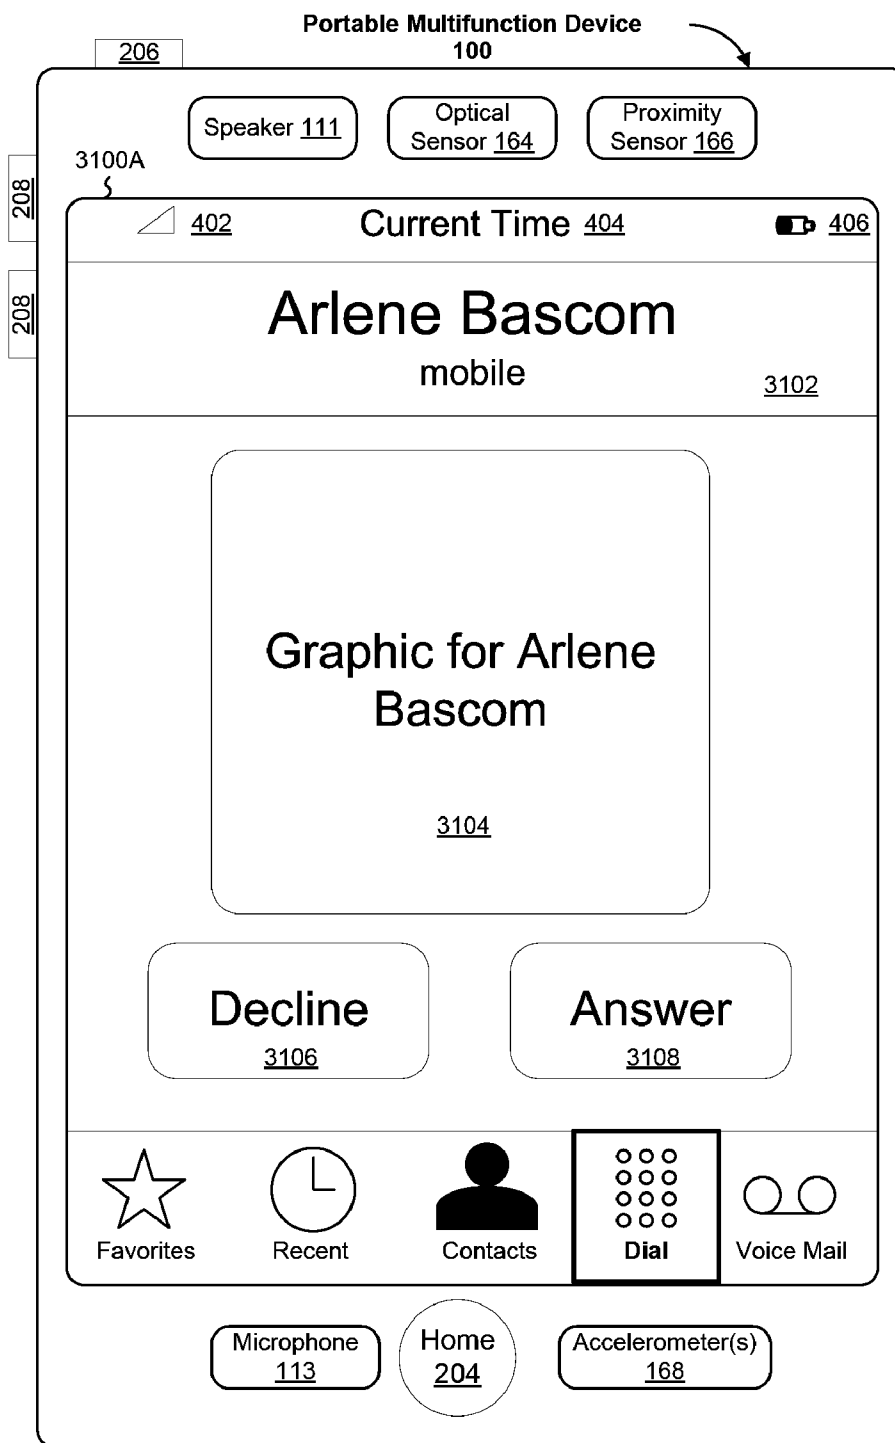 Portable Multifunction Device
100
206
Speaker 111
Optical
Sensor 164
Proximity
Sensor 166
3100A
208
208
402
Current Time 404
406
Arlene Bascom
mobile
3102
Graphic for Arlene
Bascom
3104
Decline
3106
Answer
3108
Favorites
Recent
Contacts
Dial
Voice Mail
Microphone
113
Home
204
Accelerometer(s)
168